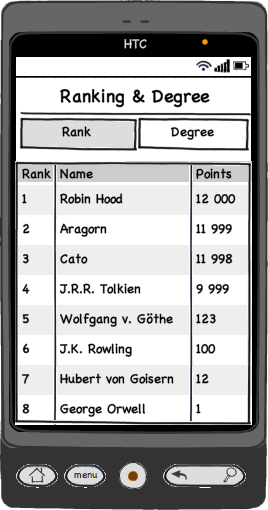 HTC
Ranking & Degree
Rank Degree
Rank Name Points
1 Robin Hood 12 000
2 Aragorn 11 999
3 Cato 11 998
4 J.R.R. Tolkien 9 999
5 Wolfgang v. Göthe 123
6 J.K. Rowling 100
7 Hubert von Goisern 12
8 George Orwell 1
menu